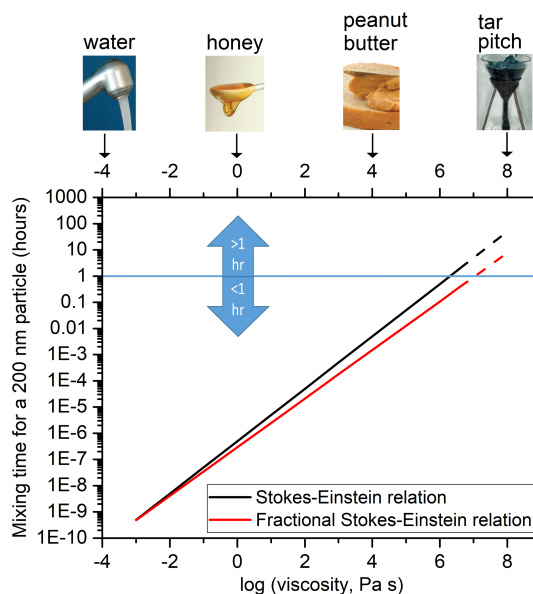 water
honey
peanut
butter
tar
pitch
-4 -2 0 2 4 6 8
Mixing time for a 200 nm particle (hours)
1000
100
10
1
0.1
0.01
1E-3
1E-4
1E-5
1E-6
1E-7
1E-8
1E-9
1E-10
>1
hr
<1
hr
Stokes-Einstein relation
Fractional Stokes-Einstein relation
-4 -2 0 2 4 6 8
log (viscosity, Pa s)